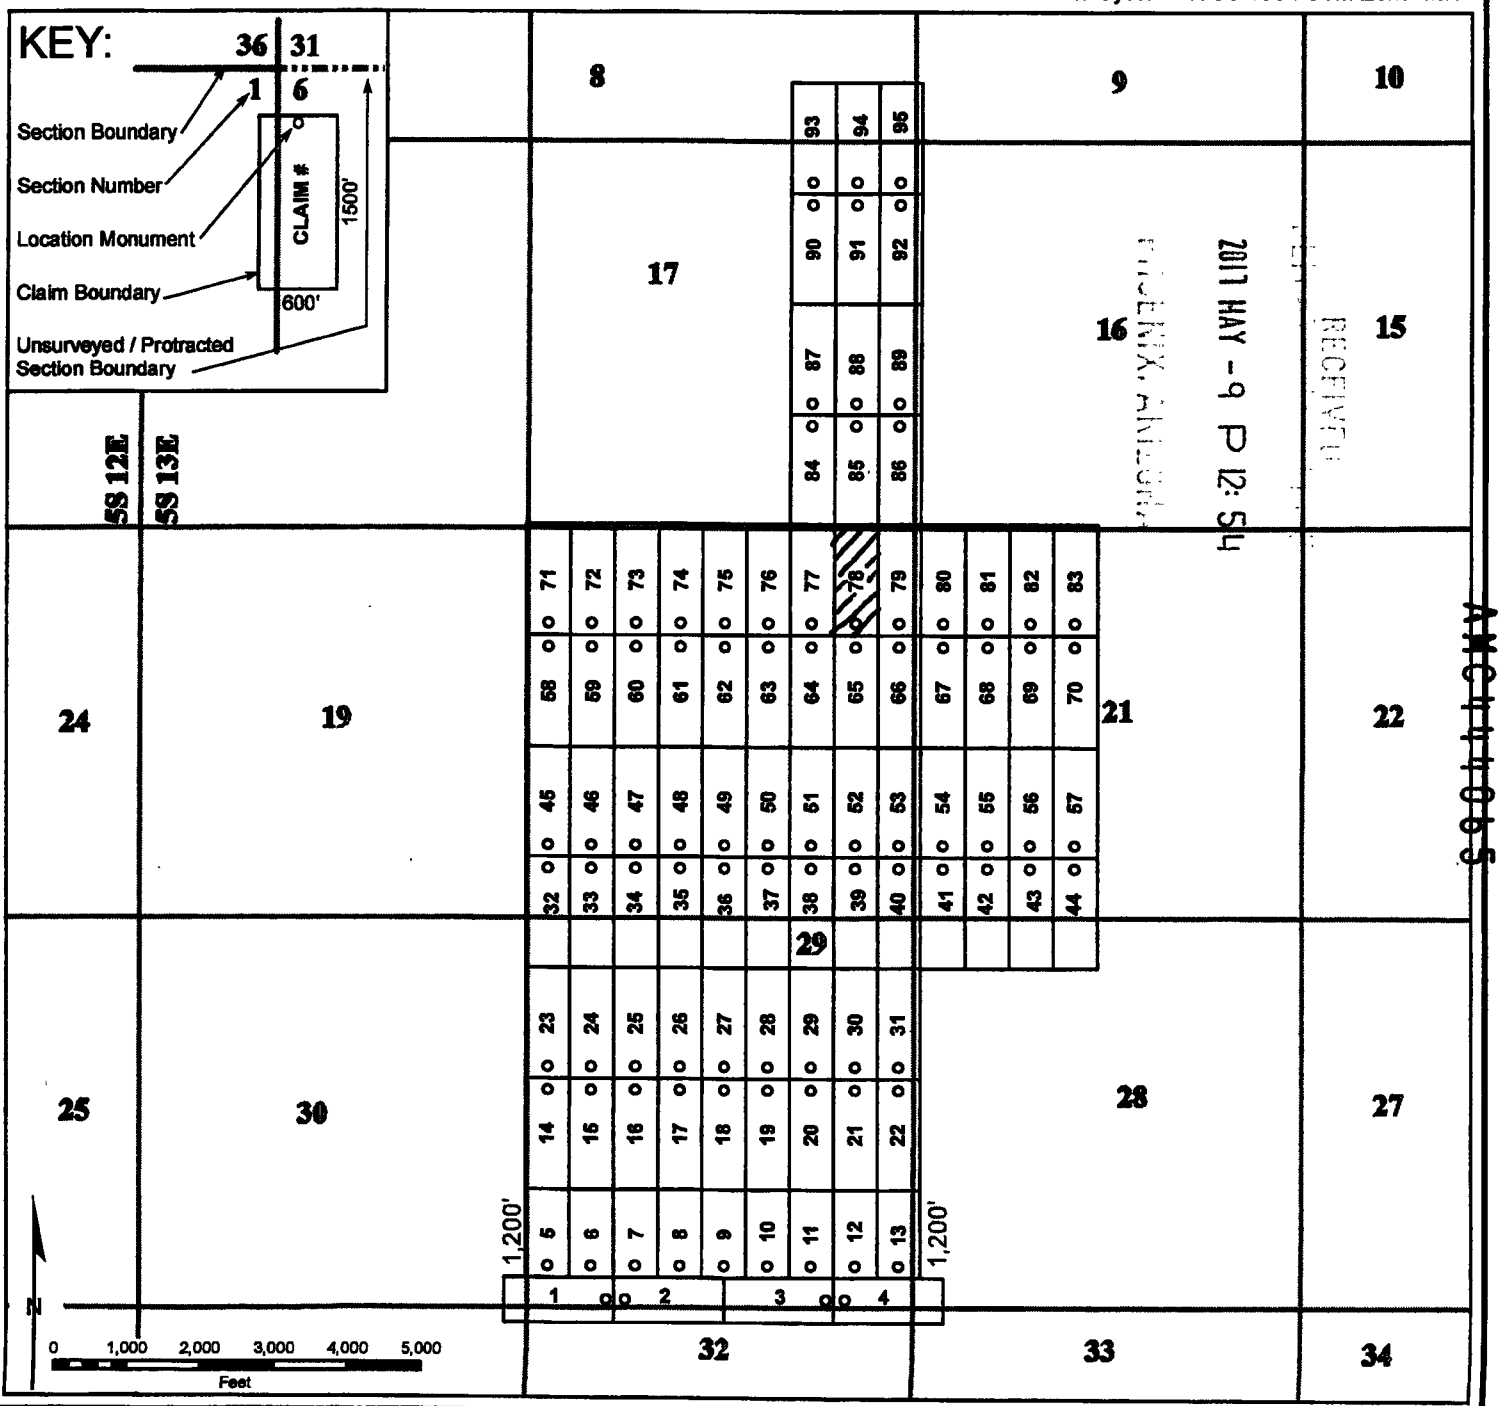 KEY:
36 31
1 6
Section Boundary
Section Number
Location Monument
Claim Boundary
Unsurveyed / Protracted
Section Boundary
CLAIM #
1500'
600'
8
9
10
93 94 95
17
16
15
90 91 92
87 88 89
84 85 86
5S 12E
5S 13E
RECEIVED
2017 MAY -9 P 12: 54
PHOENIX, ARIZONA
71 72 73 74 75 76 77 78 79 80 81 82 83
58 59 60 61 62 63 64 65 66 67 68 69 70
24
19
21
22
45 46 47 48 49 50 51 52 53 54 55 56 57
32 33 34 35 36 37 38 39 40 41 42 43 44
29
23 24 25 26 27 28 29 30 31
25
30
28
27
14 15 16 17 18 19 20 21 22
1,200'
5 6 7 8 9 10 11 12 13
1,200'
1 2 3 4
N
0 1,000 2,000 3,000 4,000 5,000
Feet
32
33
34